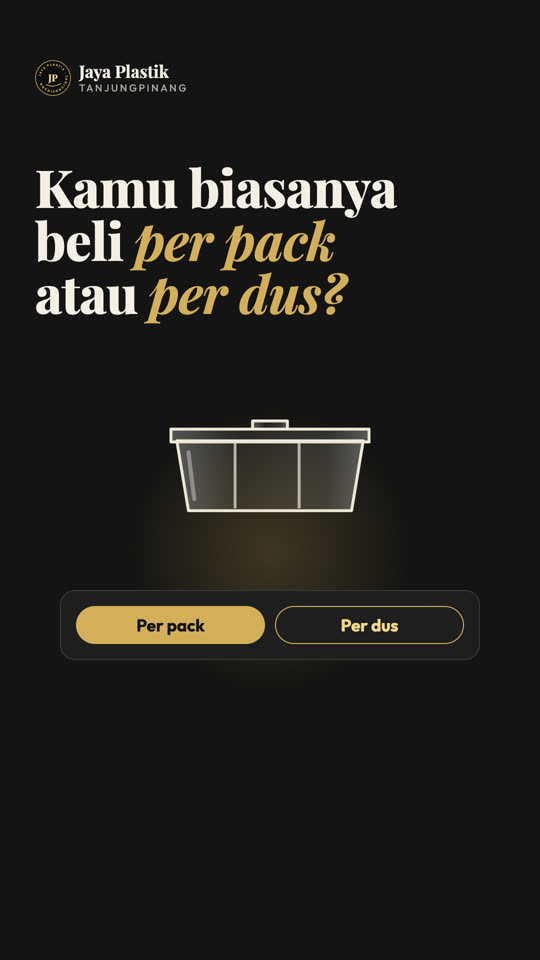 JP
Jaya Plastik
TANJUNGPINANG
Kamu biasanya
beli per pack
atau per dus?
Per pack
Per dus